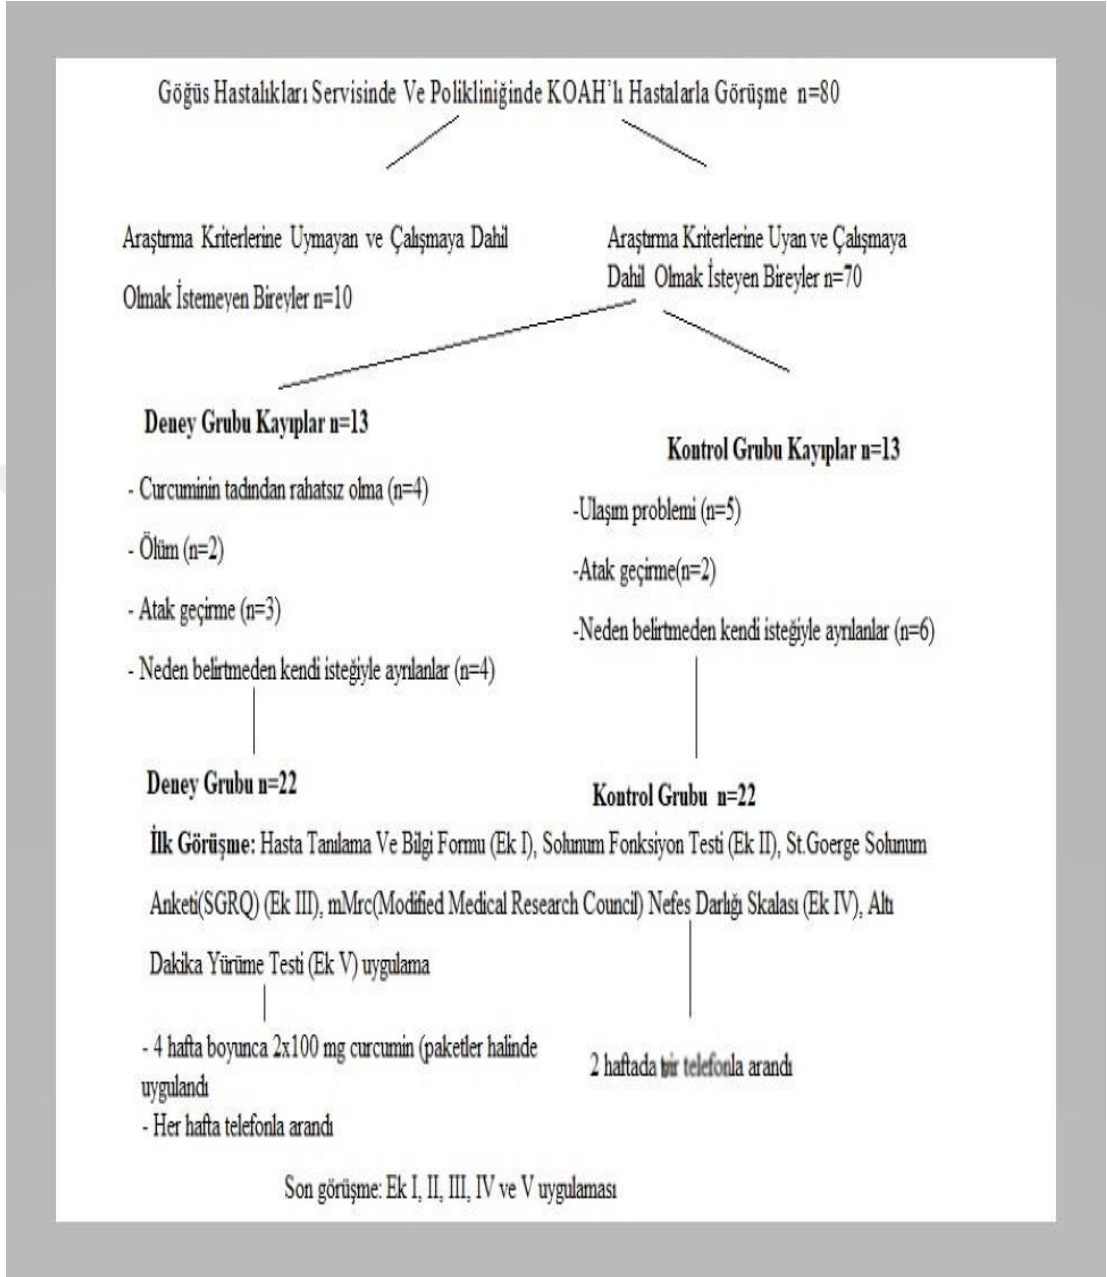 Göğüs Hastalıkları Servisinde Ve Polikliniğinde KOAH'lı Hastalarla Görüşme n=80
Araştırma Kriterlerine Uymayan ve Çalışmaya Dahil
Olmak İstemeyen Bireyler n=10
Araştırma Kriterlerine Uyan ve Çalışmaya
Dahil Olmak İsteyen Bireyler n=70
Deney Grubu Kayıplar n=13
- Curcuminin tadından rahatsız olma (n=4)
- Ölüm (n=2)
- Atak geçirme (n=3)
- Neden belirtmeden kendi isteğiyle ayrılanlar (n=4)
Kontrol Grubu Kayıplar n=13
-Ulaşım problemi (n=5)
-Atak geçirme(n=2)
-Neden belirtmeden kendi isteğiyle ayrılanlar (n=6)
Deney Grubu n=22
Kontrol Grubu n=22
İlk Görüşme: Hasta Tanılama Ve Bilgi Formu (Ek I), Solunum Fonksiyon Testi (Ek II), St.Goerge Solunum
Anketi(SGRQ) (Ek III), mMrc(Modified Medical Research Council) Nefes Darlığı Skalası (Ek IV), Altı
Dakika Yürüme Testi (Ek V) uygulama
- 4 hafta boyunca 2x100 mg curcumin (paketler halinde
uygulandı
- Her hafta telefonla arandı
2 haftada bir telefonla arandı
Son görüşme: Ek I, II, III, IV ve V uygulaması